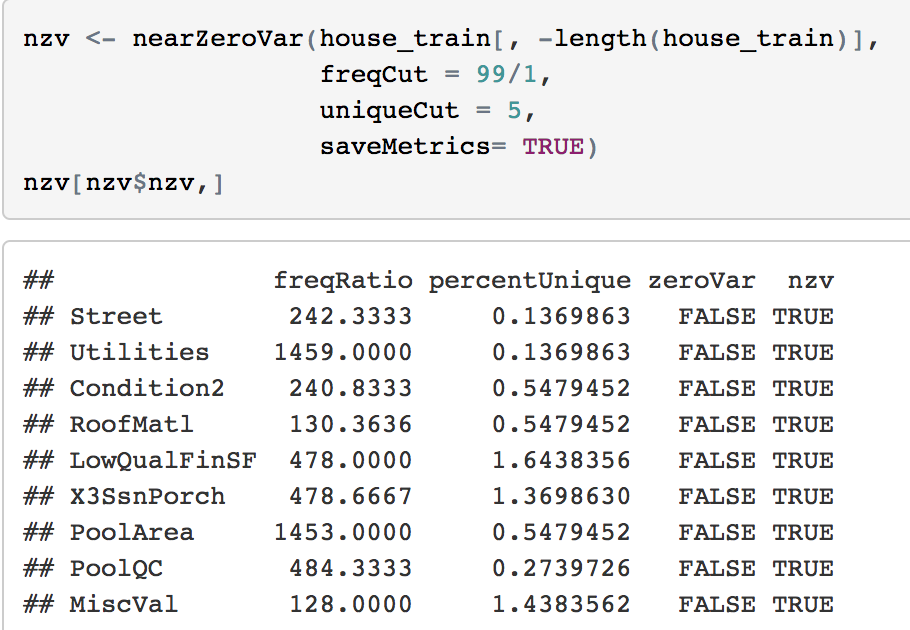 nzv <- nearZeroVar(house_train[, -length(house_train)],
                   freqCut = 99/1,
                   uniqueCut = 5,
                   saveMetrics= TRUE)
nzv[nzv$nzv,]
##              freqRatio percentUnique zeroVar  nzv
## Street        242.3333     0.1369863   FALSE TRUE
## Utilities    1459.0000     0.1369863   FALSE TRUE
## Condition2    240.8333     0.5479452   FALSE TRUE
## RoofMatl      130.3636     0.5479452   FALSE TRUE
## LowQualFinSF  478.0000     1.6438356   FALSE TRUE
## X3SsnPorch    478.6667     1.3698630   FALSE TRUE
## PoolArea     1453.0000     0.5479452   FALSE TRUE
## PoolQC        484.3333     0.2739726   FALSE TRUE
## MiscVal       128.0000     1.4383562   FALSE TRUE